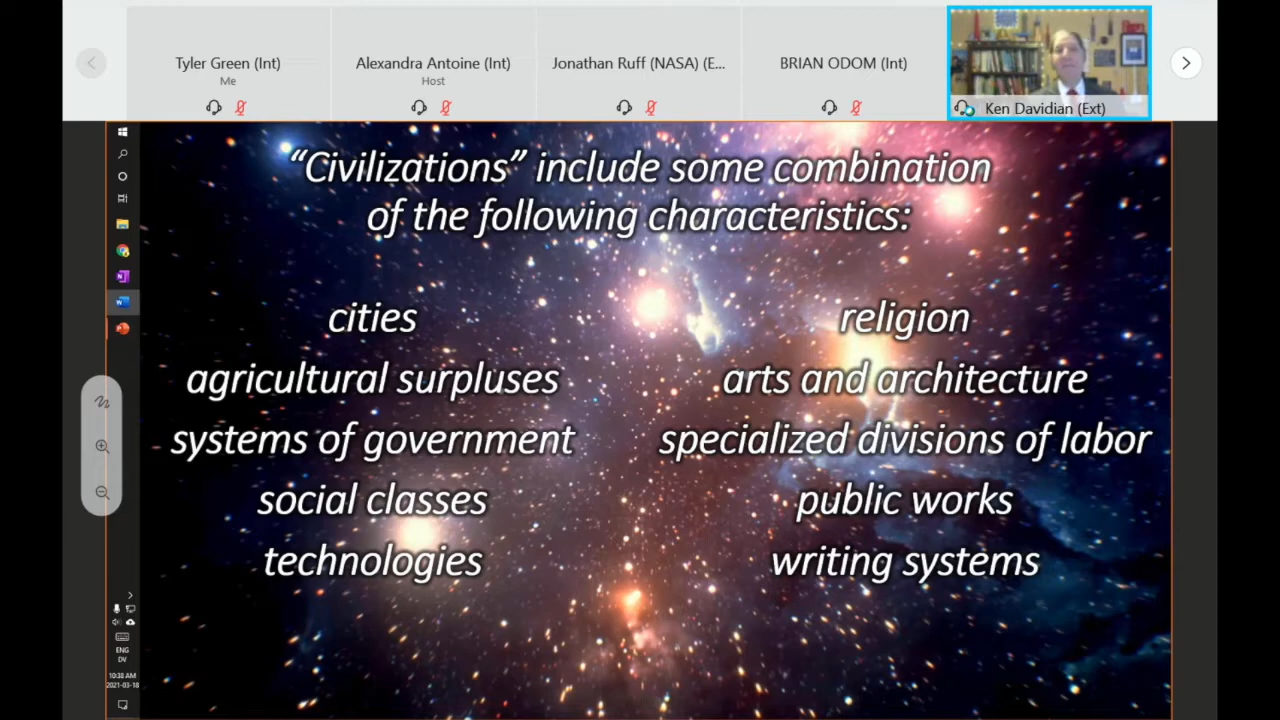 Tyler Green (Int)
Me
Alexandra Antoine (Int)
Host
Jonathan Ruff (NASA) (E...
BRIAN ODOM (Int)
Ken Davidian (Ext)
“Civilizations” include some combination
of the following characteristics:
cities
agricultural surpluses
systems of government
social classes
technologies
religion
arts and architecture
specialized divisions of labor
public works
writing systems
ENG
DV
10:38 AM
2021-03-18